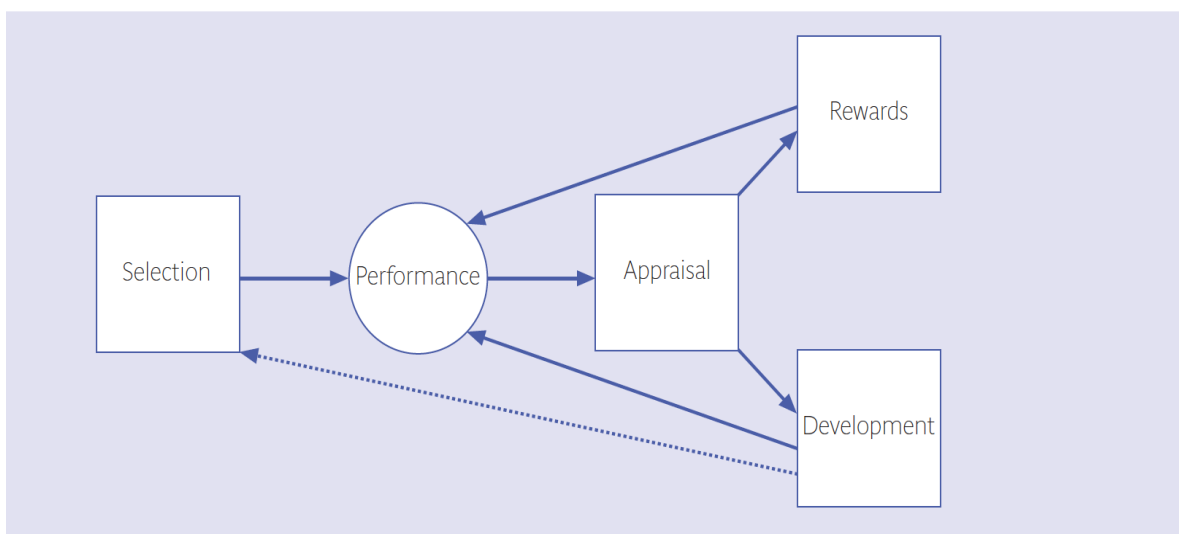 Rewards
Selection
Performance
Appraisal
Development